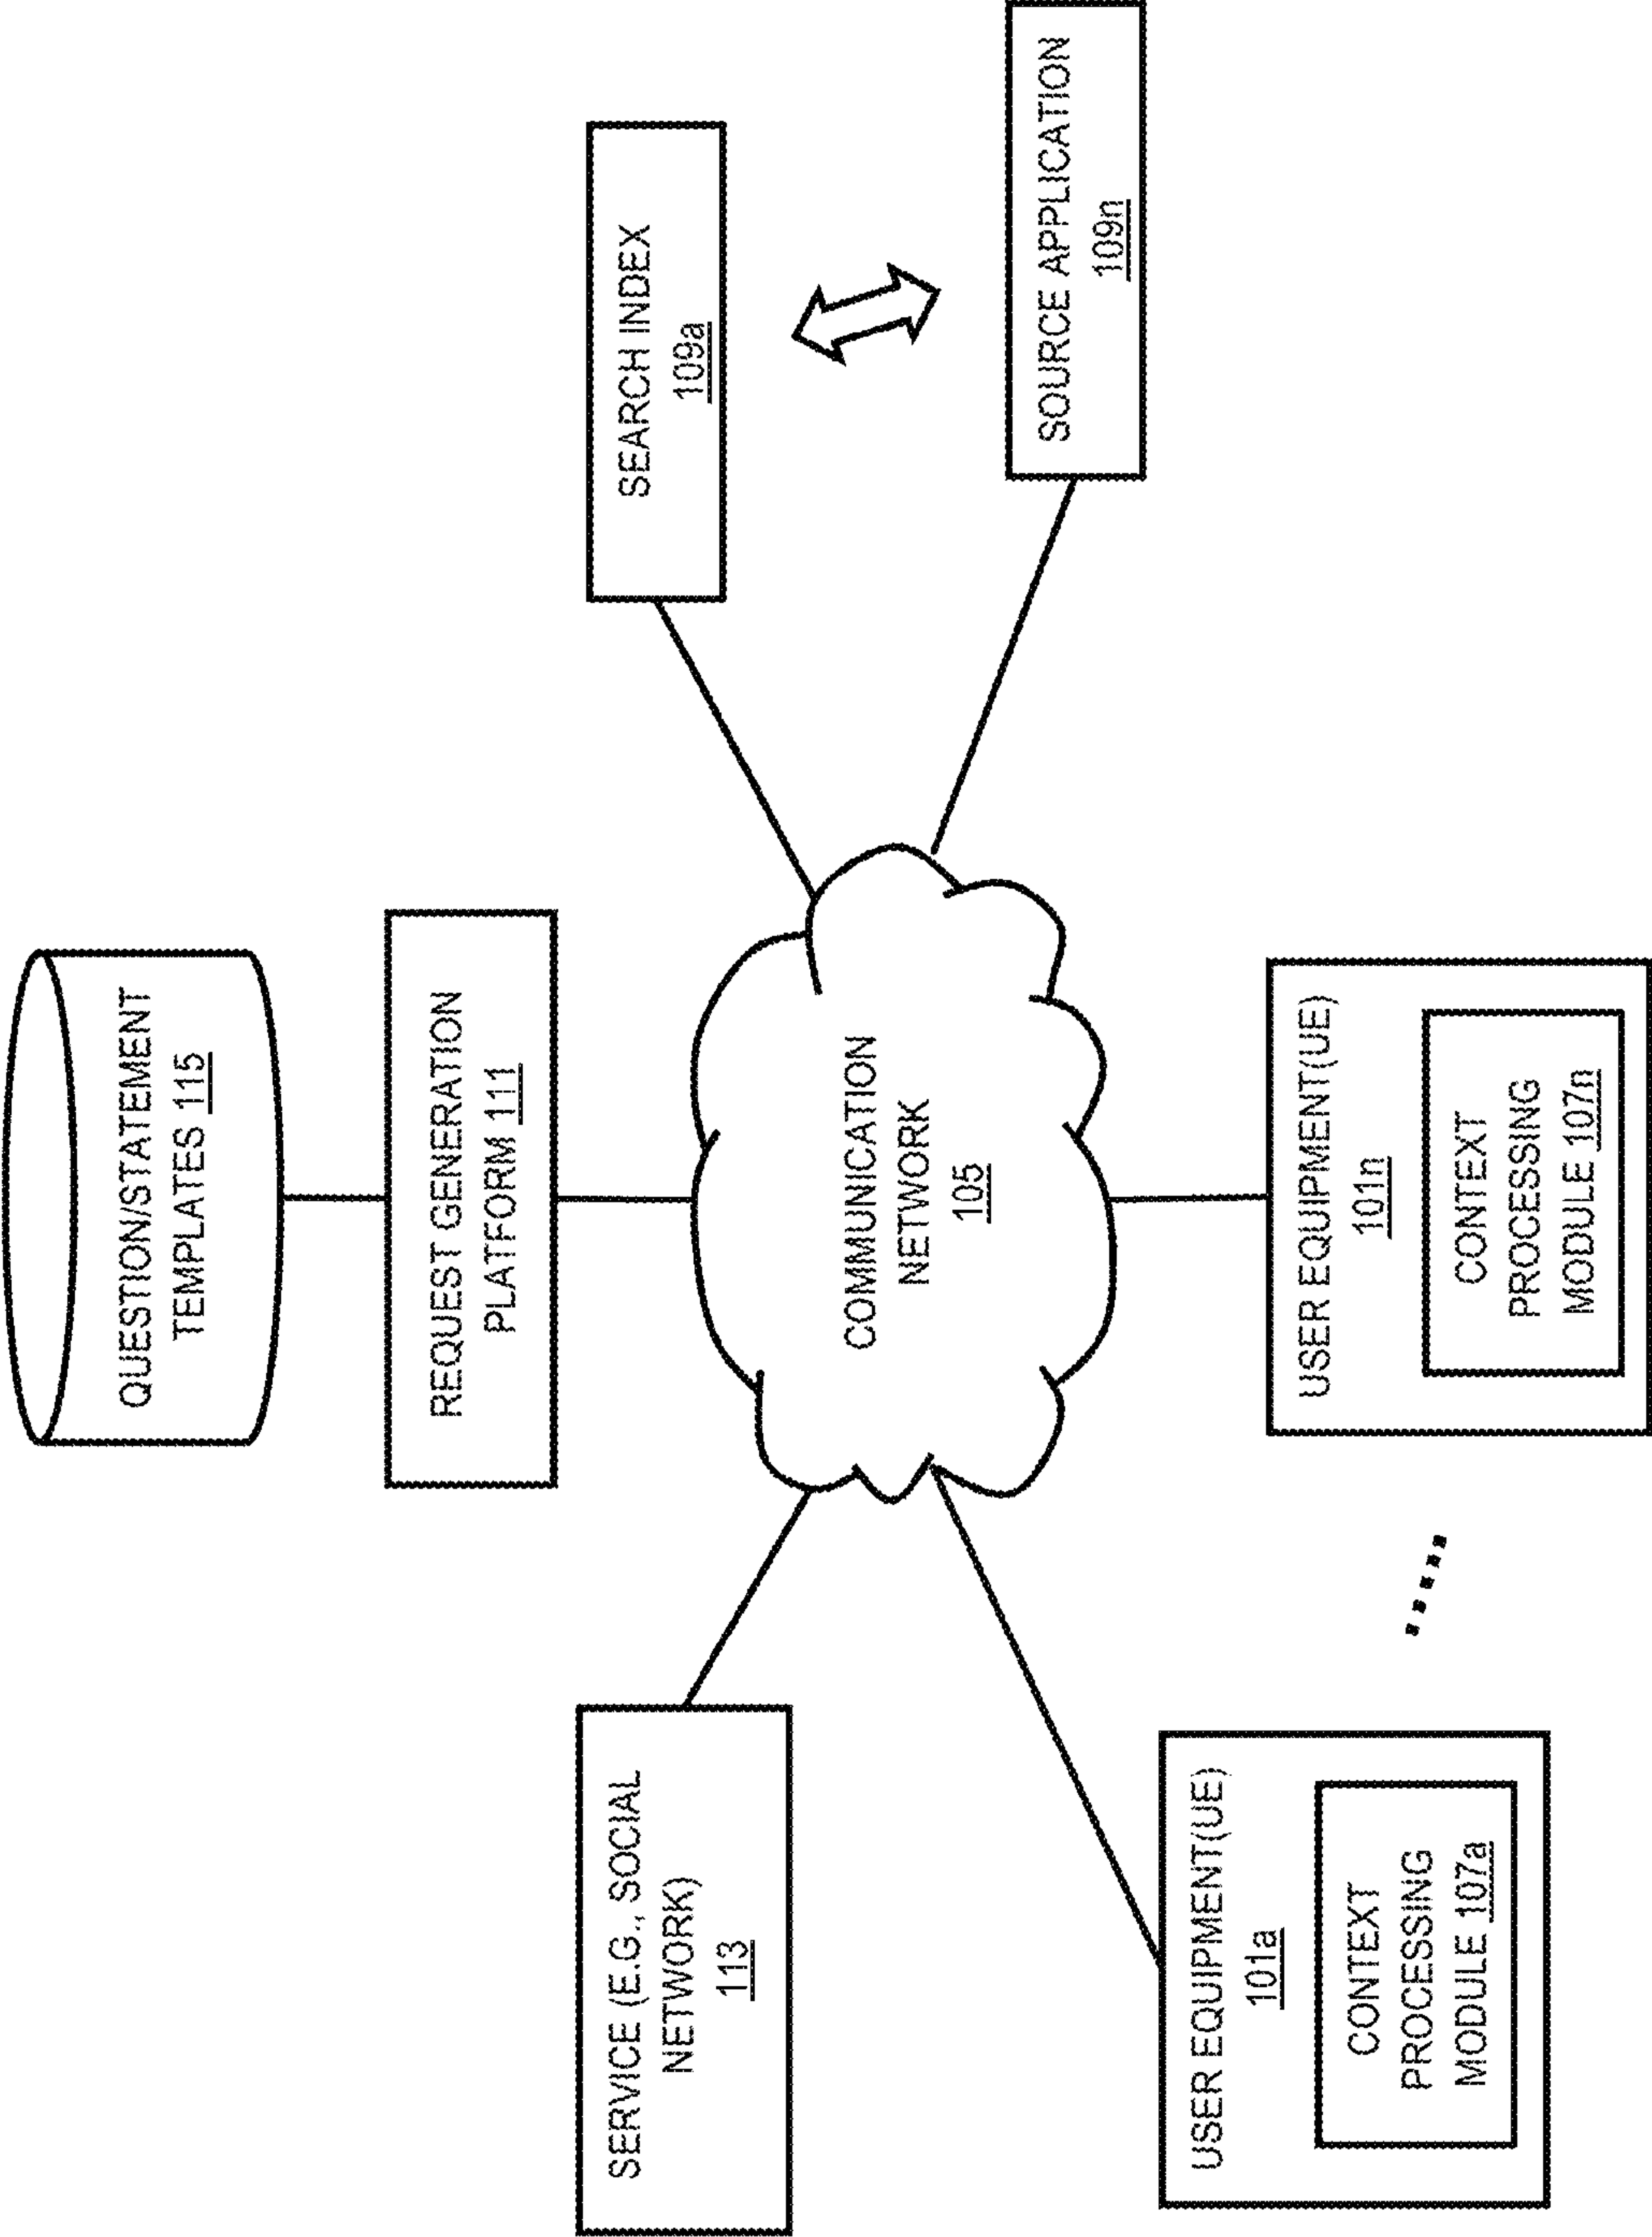 QUESTION/STATEMENT
TEMPLATES 115
REQUEST GENERATION
PLATFORM 111
SERVICE (E.G., SOCIAL
NETWORK)
113
SEARCH INDEX
109a
COMMUNICATION
NETWORK
105
SOURCE APPLICATION
109n
USER EQUIPMENT(UE)
101a
CONTEXT
PROCESSING
MODULE 107a
USER EQUIPMENT(UE)
101n
CONTEXT
PROCESSING
MODULE 107n